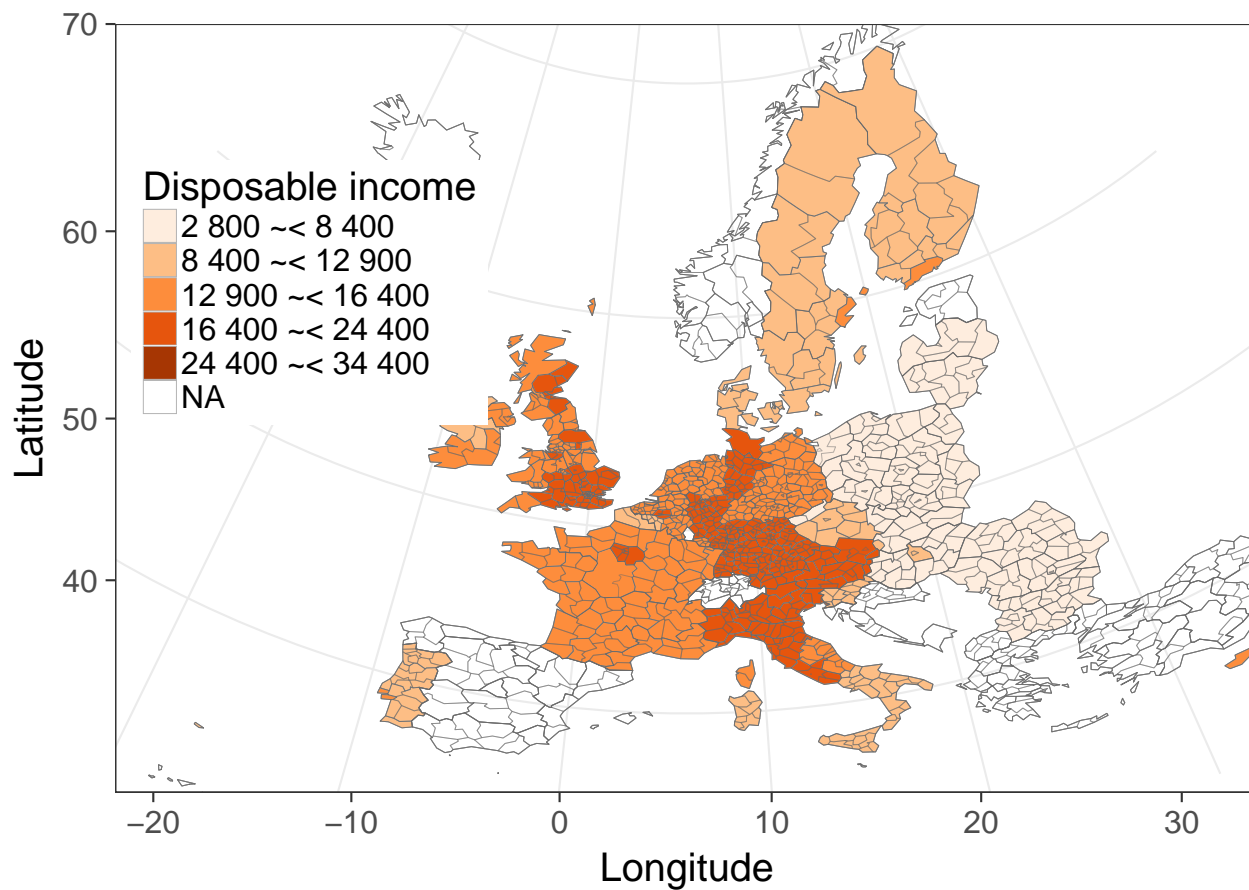 70
60
50
40
Latitude
Disposable income
2 800 ~< 8 400
8 400 ~< 12 900
12 900 ~< 16 400
16 400 ~< 24 400
24 400 ~< 34 400
NA
−20 −10 0 10 20 30
Longitude